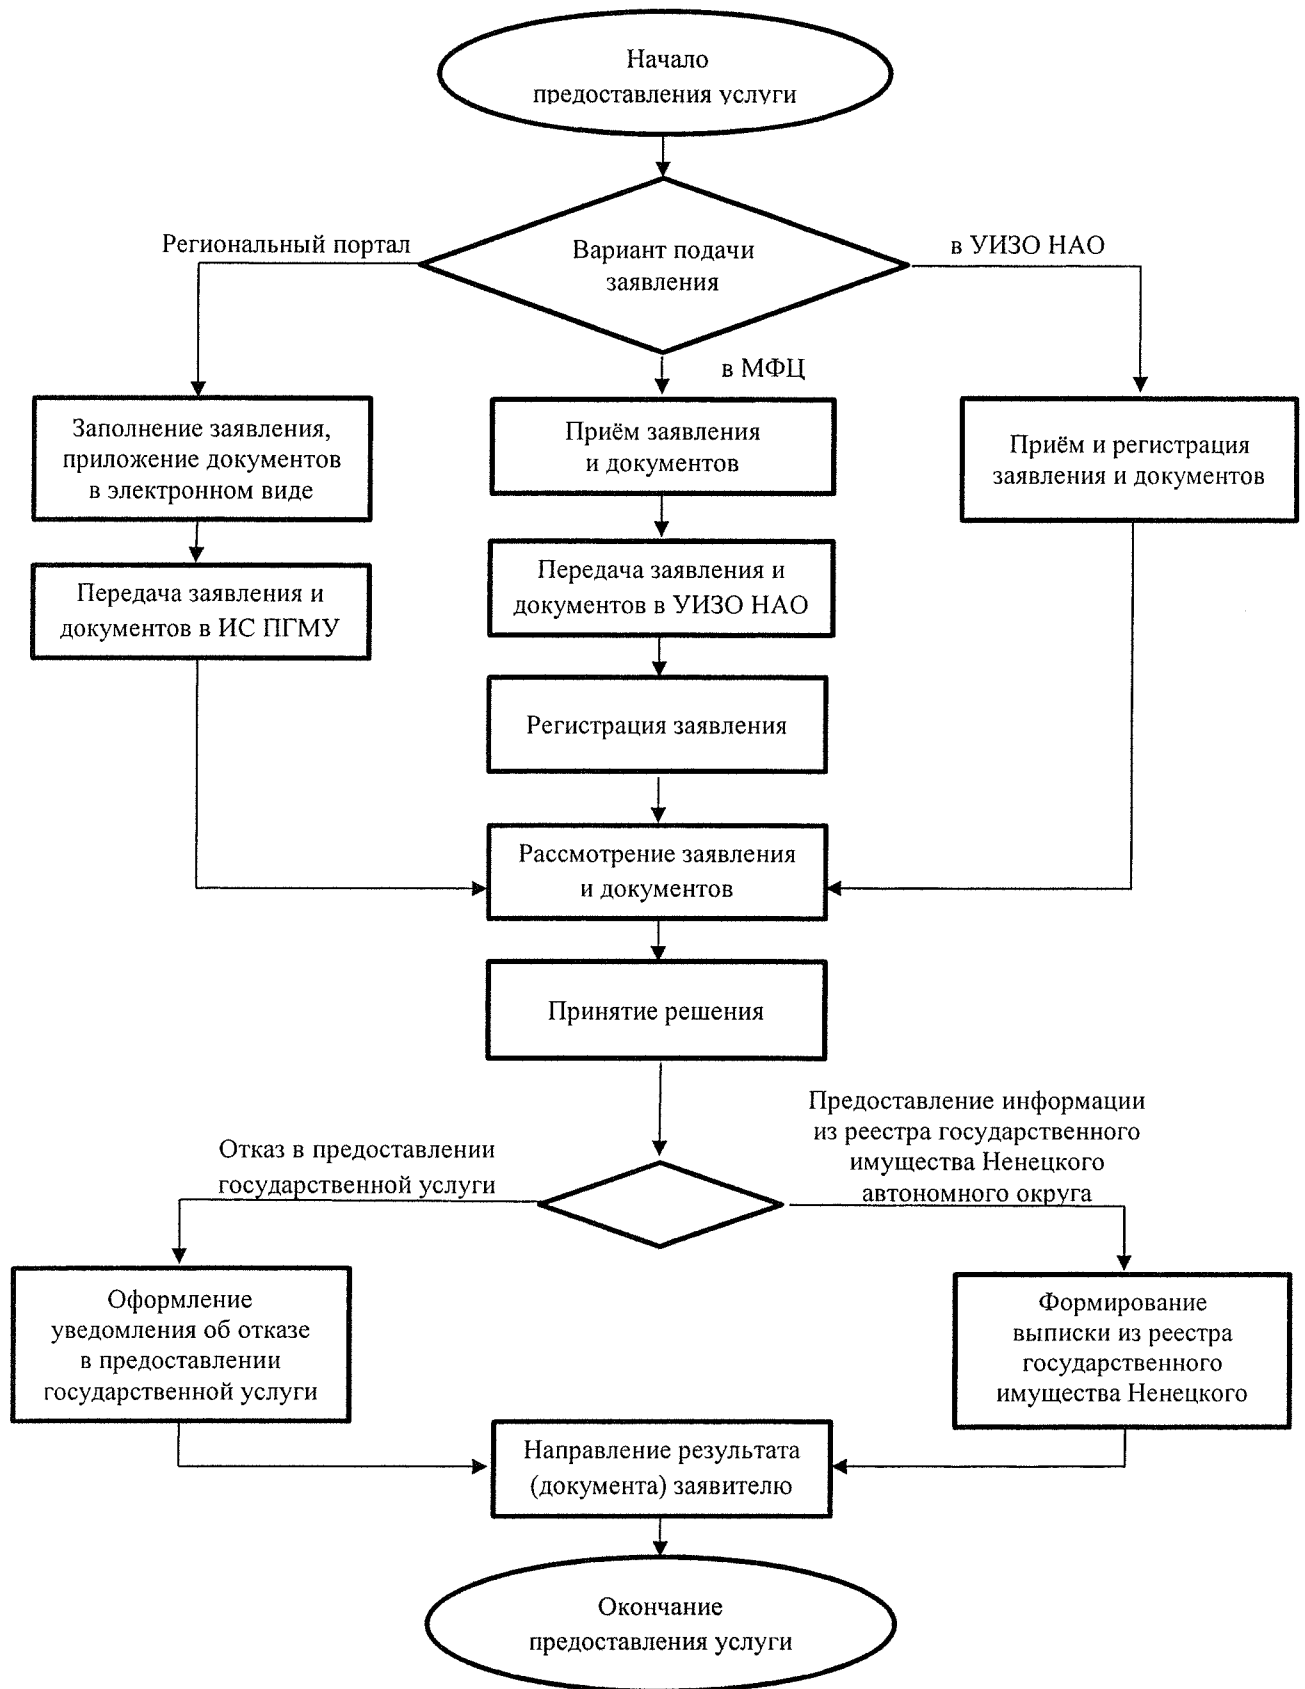 Начало
предоставления услуги
Региональный портал
Вариант подачи
заявления
в УИЗО НАО
в МФЦ
Заполнение заявления,
приложение документов
в электронном виде
Приём заявления
и документов
Приём и регистрация
заявления и документов
Передача заявления и
документов в ИС ПГМУ
Передача заявления и
документов в УИЗО НАО
Регистрация заявления
Рассмотрение заявления
и документов
Принятие решения
Отказ в предоставлении
государственной услуги
Предоставление информации
из реестра государственного
имущества Ненецкого
автономного округа
Оформление
уведомления об отказе
в предоставлении
государственной услуги
Формирование
выписки из реестра
государственного
имущества Ненецкого
Направление результата
(документа) заявителю
Окончание
предоставления услуги